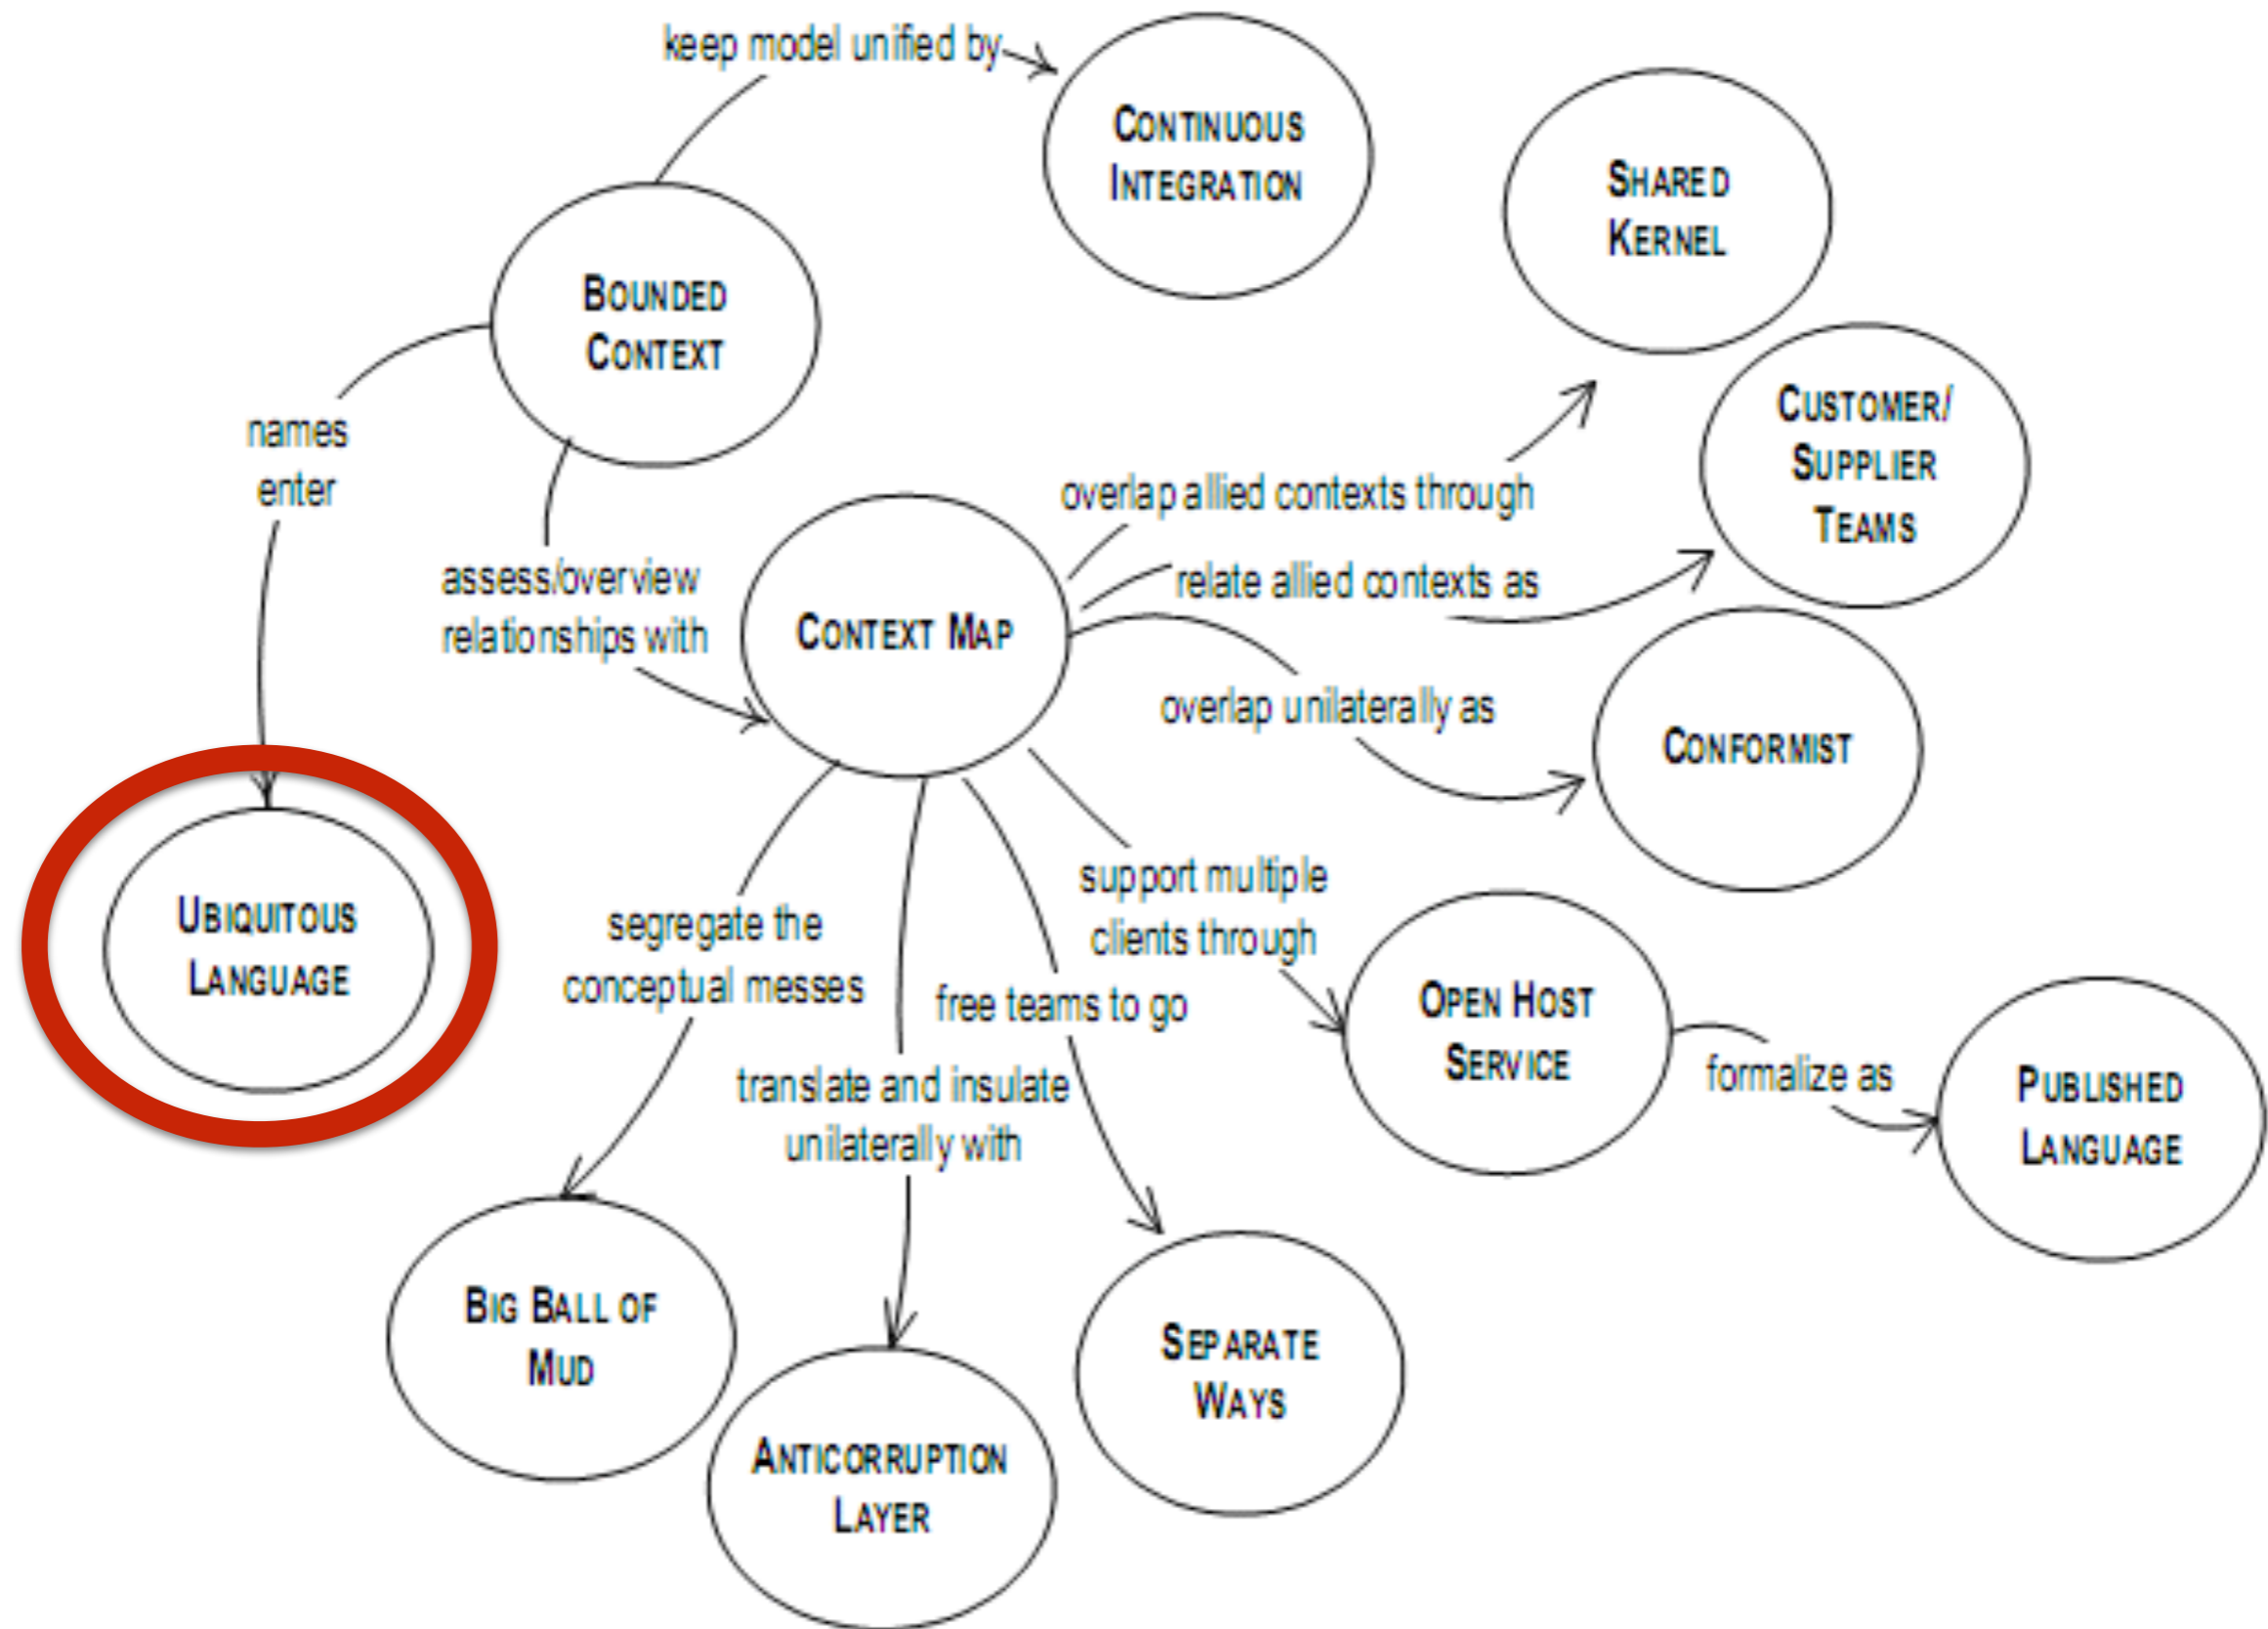 keep model unified by
CONTINUOUS
INTEGRATION
SHARED
KERNEL
BOUNDED
CONTEXT
CUSTOMER/
SUPPLIER
TEAMS
names
enter
overlap allied contexts through
assess/overview
relationships with
CONTEXT MAP
relate allied contexts as
overlap unilaterally as
CONFORMIST
UBIQUITOUS
LANGUAGE
segregate the
conceptual messes
support multiple
clients through
free teams to go
OPEN HOST
SERVICE
translate and insulate
unilaterally with
formalize as
PUBLISHED
LANGUAGE
BIG BALL OF
MUD
SEPARATE
WAYS
ANTICORRUPTION
LAYER